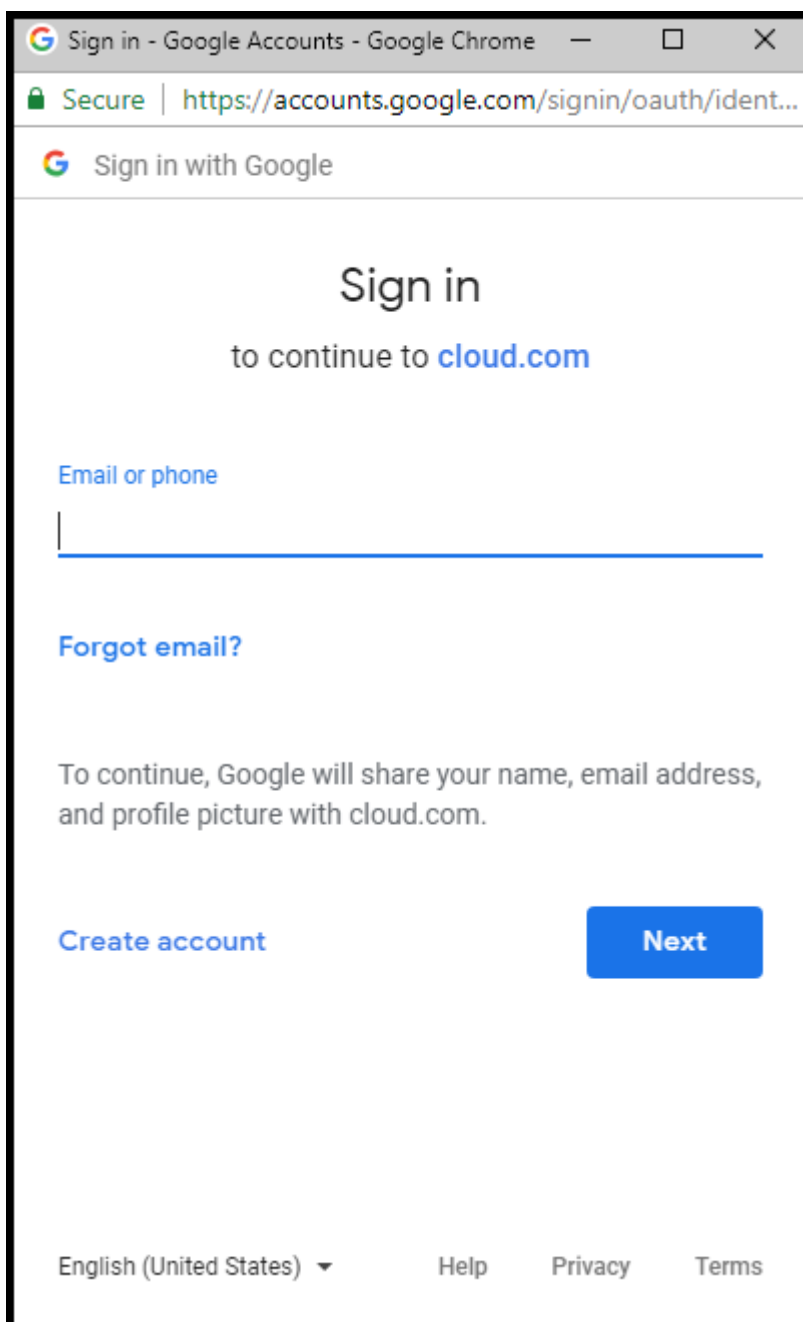 Sign in - Google Accounts - Google Chrome
Secure | https://accounts.google.com/signin/oauth/ident...
Sign in with Google
Sign in
to continue to cloud.com
Email or phone
Forgot email?
To continue, Google will share your name, email address,
and profile picture with cloud.com.
Create account Next
English (United States) Help Privacy Terms